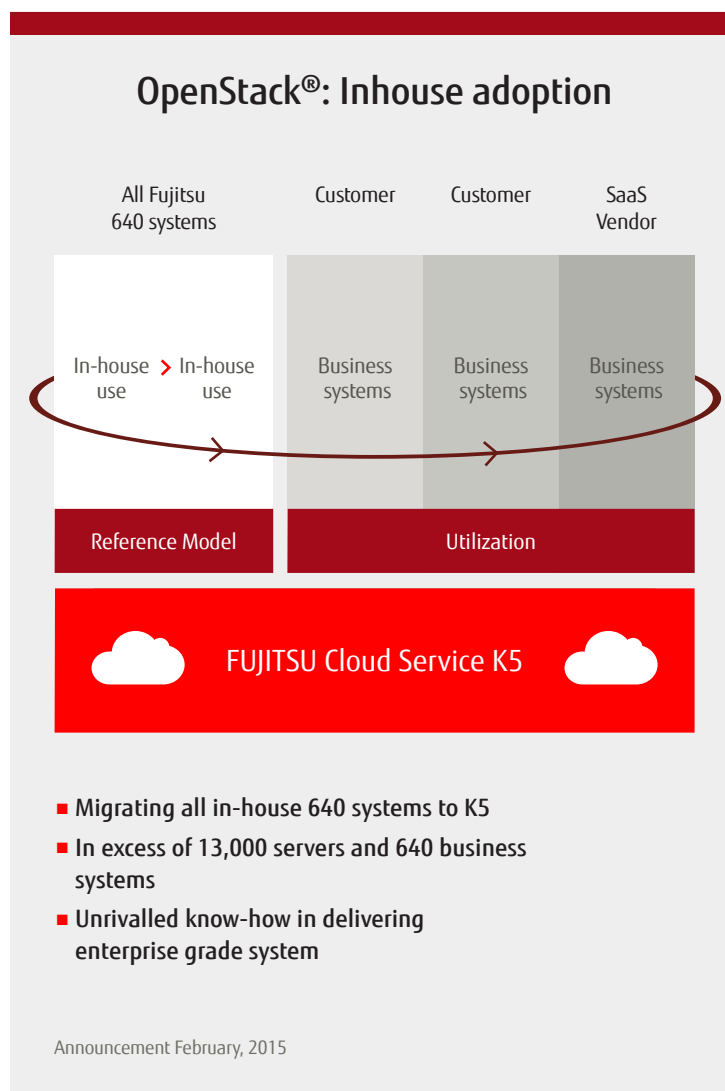 OpenStack®: Inhouse adoption
All Fujitsu
640 systems
Customer
Customer
SaaS
Vendor
In-house
use
>
In-house
use
Business
systems
Business
systems
Business
systems
Reference Model
Utilization
FUJITSU Cloud Service K5
Migrating all in-house 640 systems to K5
In excess of 13,000 servers and 640 business
systems
Unrivalled know-how in delivering
enterprise grade system
Announcement February, 2015